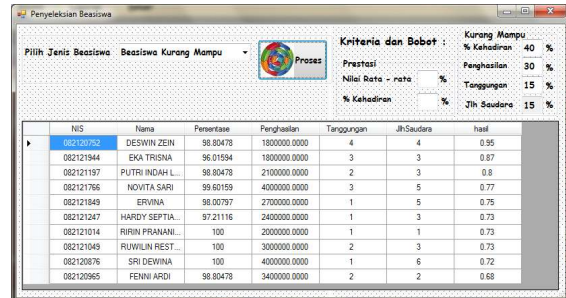 Penyeleksian Beasiswa
Pilih Jenis Beasiswa Beasiswa Kurang Mampu Proses
Kriteria dan Bobot :
Prestasi
Nilai Rata - rata %
% Kehadiran %
Kurang Mampu
% Kehadiran 40 %
Penghasilan 30 %
Tanggungan 15 %
Jlh Saudara 15 %
NIS Nama Persentase Penghasilan Tanggungan JlhSaudara hasil
082120752 DESWIN ZEIN 98.80478 1800000.0000 4 4 0.95
082121944 EKA TRISNA 96.01594 1800000.0000 3 3 0.87
082121197 PUTRI INDAH L... 98.80478 2100000.0000 2 3 0.8
082121766 NOVITA SARI 99.60159 4000000.0000 3 5 0.77
082121849 ERVINA 98.00797 2700000.0000 1 5 0.75
082121247 HARDY SEPTIA... 97.21116 2400000.0000 1 3 0.73
082121014 RIRIN PRANANI... 100 2000000.0000 1 1 0.73
082121049 RUWILIN REST... 100 3000000.0000 2 3 0.73
082120876 SRI DEWINA 100 4000000.0000 1 6 0.72
082120965 FENNI ARDI 98.80478 3400000.0000 2 2 0.68